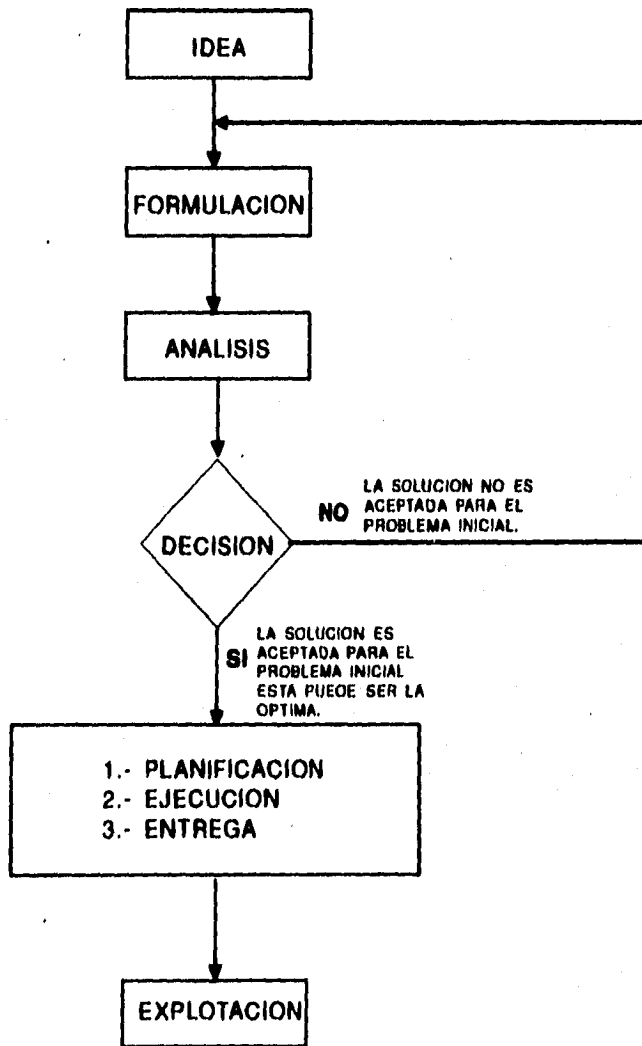 IDEA
FORMULACION
ANALISIS
DECISION
NO
LA SOLUCION NO ES
ACEPTADA PARA EL
PROBLEMA INICIAL.
SI
LA SOLUCION ES
ACEPTADA PARA EL
PROBLEMA INICIAL
ESTA PUEDE SER LA
OPTIMA.
1.- PLANIFICACION
2.- EJECUCION
3.- ENTREGA
EXPLOTACION